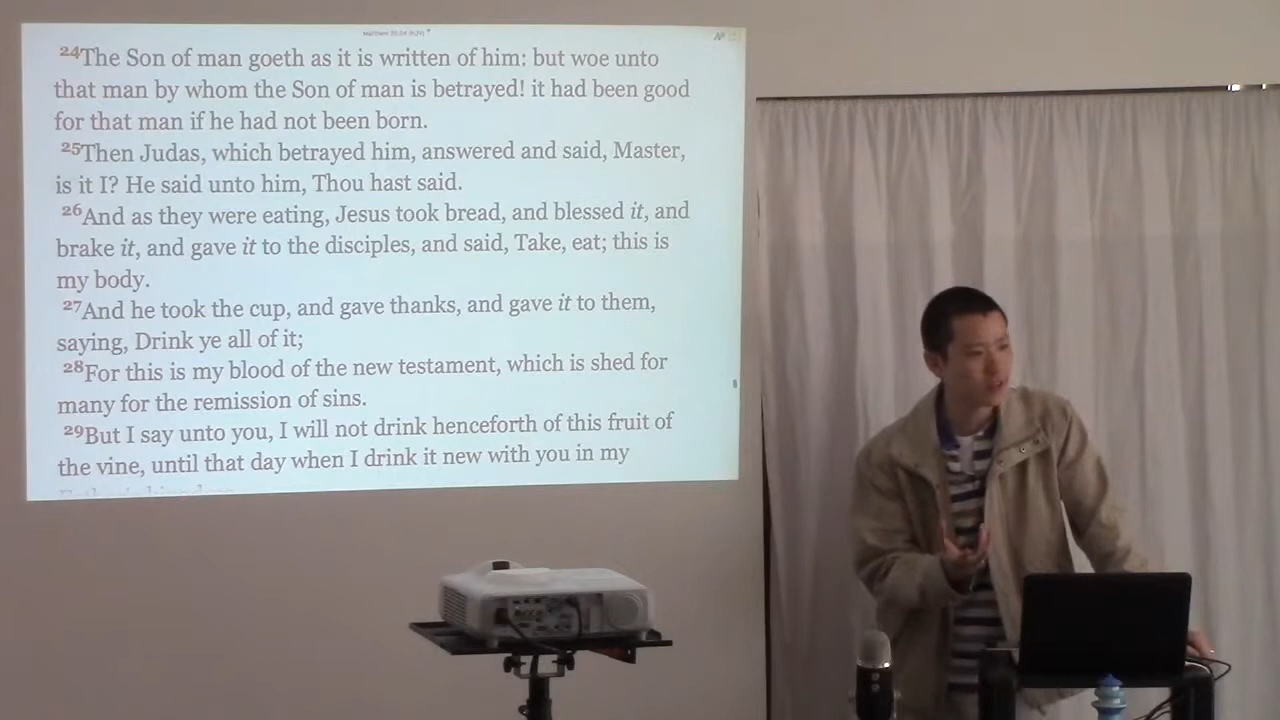 24The Son of man goeth as it is written of him: but woe unto
that man by whom the Son of man is betrayed! it had been good
for that man if he had not been born.
25Then Judas, which betrayed him, answered and said, Master,
is it I? He said unto him, Thou hast said.
26And as they were eating, Jesus took bread, and blessed it, and
brake it, and gave it to the disciples, and said, Take, eat; this is
my body.
27And he took the cup, and gave thanks, and gave it to them,
saying, Drink ye all of it;
28For this is my blood of the new testament, which is shed for
many for the remission of sins.
29But I say unto you, I will not drink henceforth of this fruit of
the vine, until that day when I drink it new with you in my